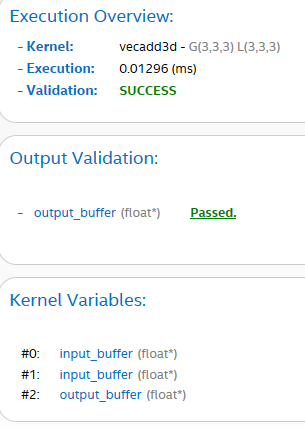 Execution Overview:
- Kernel: vecadd3d - G(3,3,3) L(3,3,3)
- Execution: 0.01296 (ms)
- Validation: SUCCESS
Output Validation:
- output_buffer (float*) Passed.
Kernel Variables:
#0: input_buffer (float*)
#1: input_buffer (float*)
#2: output_buffer (float*)